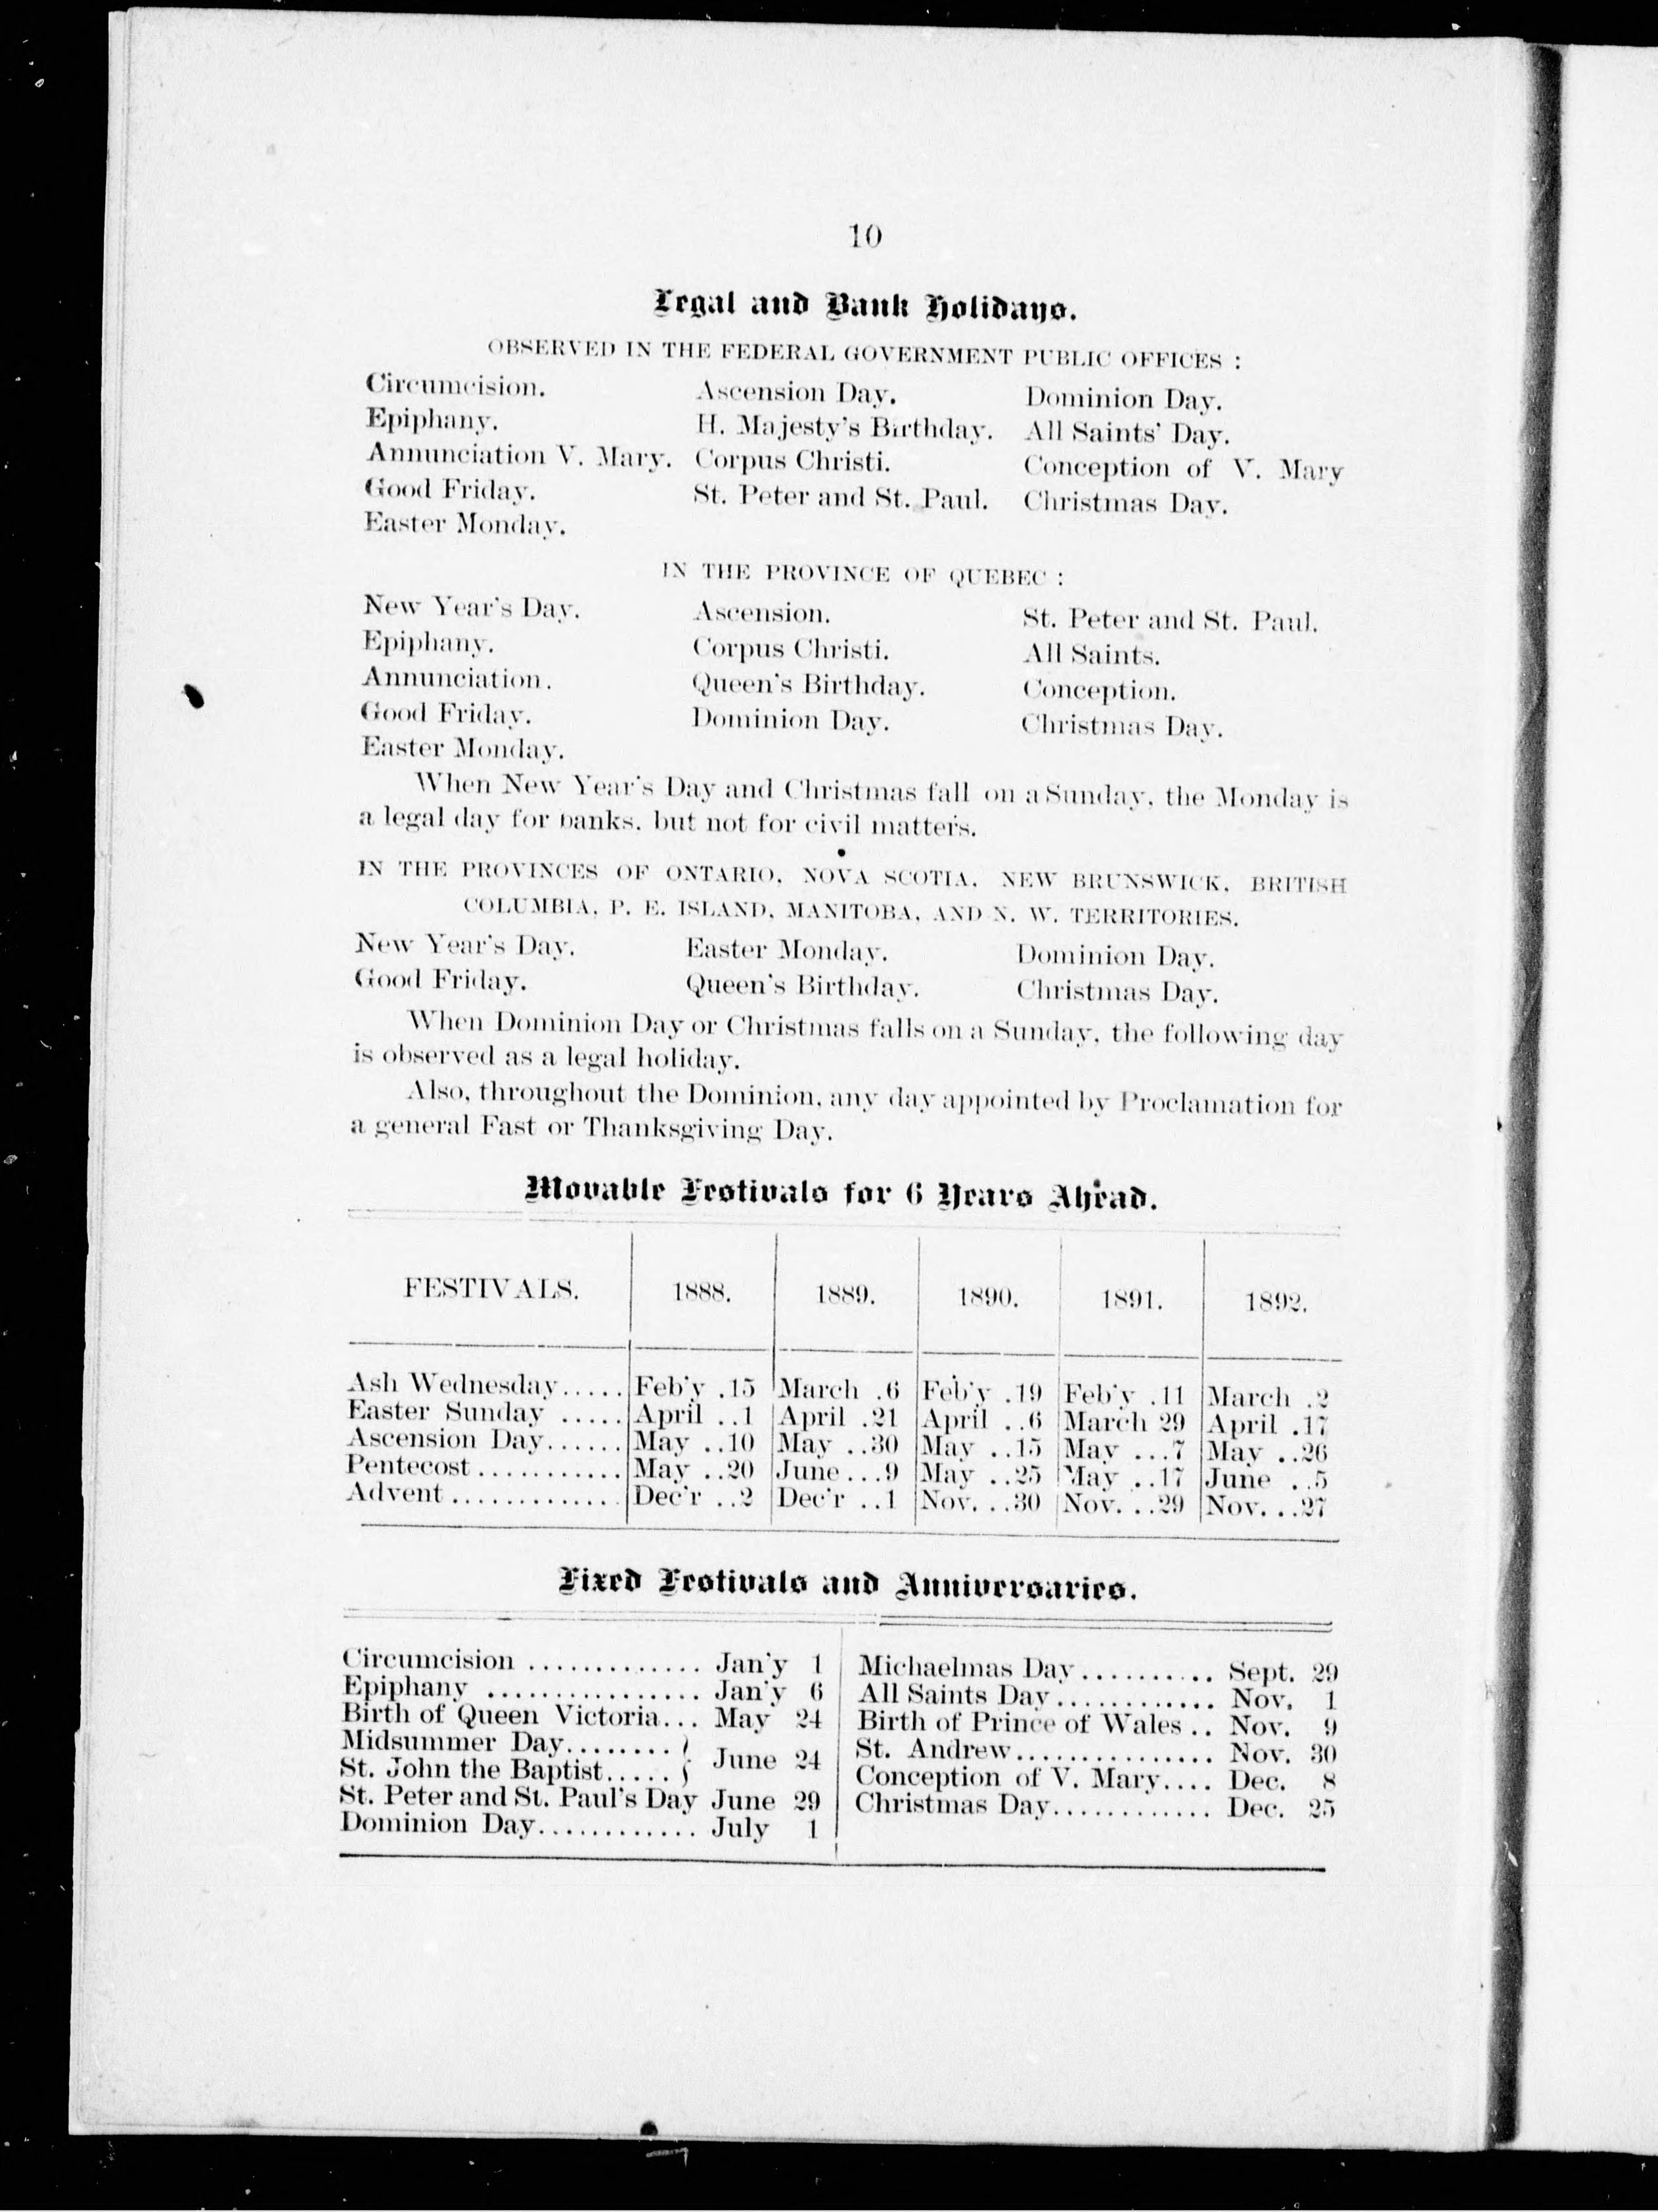 10
Legal and Bank Holidays.
OBSERVED IN THE FEDERAL GOVERNMENT PUBLIC OFFICES :
Circumcision. Ascension Day. Dominion Day.
Epiphany. H. Majesty's Birthday. All Saints' Day.
Annunciation V. Mary. Corpus Christi. Conception of V. Mary
Good Friday. St. Peter and St. Paul. Christmas Day.
Easter Monday.
IN THE PROVINCE OF QUEBEC :
New Year's Day. Ascension. St. Peter and St. Paul.
Epiphany. Corpus Christi. All Saints.
Annunciation. Queen's Birthday. Conception.
Good Friday. Dominion Day. Christmas Day.
Easter Monday.
When New Year's Day and Christmas fall on a Sunday, the Monday is
a legal day for banks. but not for civil matters.
IN THE PROVINCES OF ONTARIO, NOVA SCOTIA, NEW BRUNSWICK, BRITISH
COLUMBIA, P. E. ISLAND, MANITOBA, AND N. W. TERRITORIES.
New Year's Day. Easter Monday. Dominion Day.
Good Friday. Queen's Birthday. Christmas Day.
When Dominion Day or Christmas falls on a Sunday, the following day
is observed as a legal holiday.
Also, throughout the Dominion, any day appointed by Proclamation for
a general Fast or Thanksgiving Day.
Movable Festivals for 6 Years Ahead.
FESTIVALS. 1888. 1889. 1890. 1891. 1892.
Ash Wednesday..... Feb'y .15 March .6 Feb'y .19 Feb'y .11 March .2
Easter Sunday ..... April ..1 April .21 April ..6 March 29 April .17
Ascension Day...... May ..10 May ..30 May ..15 May ...7 May ..26
Pentecost........... May ..20 June...9 May ..25 May ..17 June ..5
Advent............. Dec'r ..2 Dec'r ..1 Nov. ..30 Nov. ..29 Nov. ..27
Fixed Festivals and Anniversaries.
Circumcision ............. Jan'y 1
Epiphany ................ Jan'y 6
Birth of Queen Victoria... May 24
Midsummer Day........ }
St. John the Baptist..... } June 24
St. Peter and St. Paul's Day June 29
Dominion Day............ July 1
Michaelmas Day.......... Sept. 29
All Saints Day............ Nov. 1
Birth of Prince of Wales.. Nov. 9
St. Andrew............... Nov. 30
Conception of V. Mary.... Dec. 8
Christmas Day............ Dec. 25